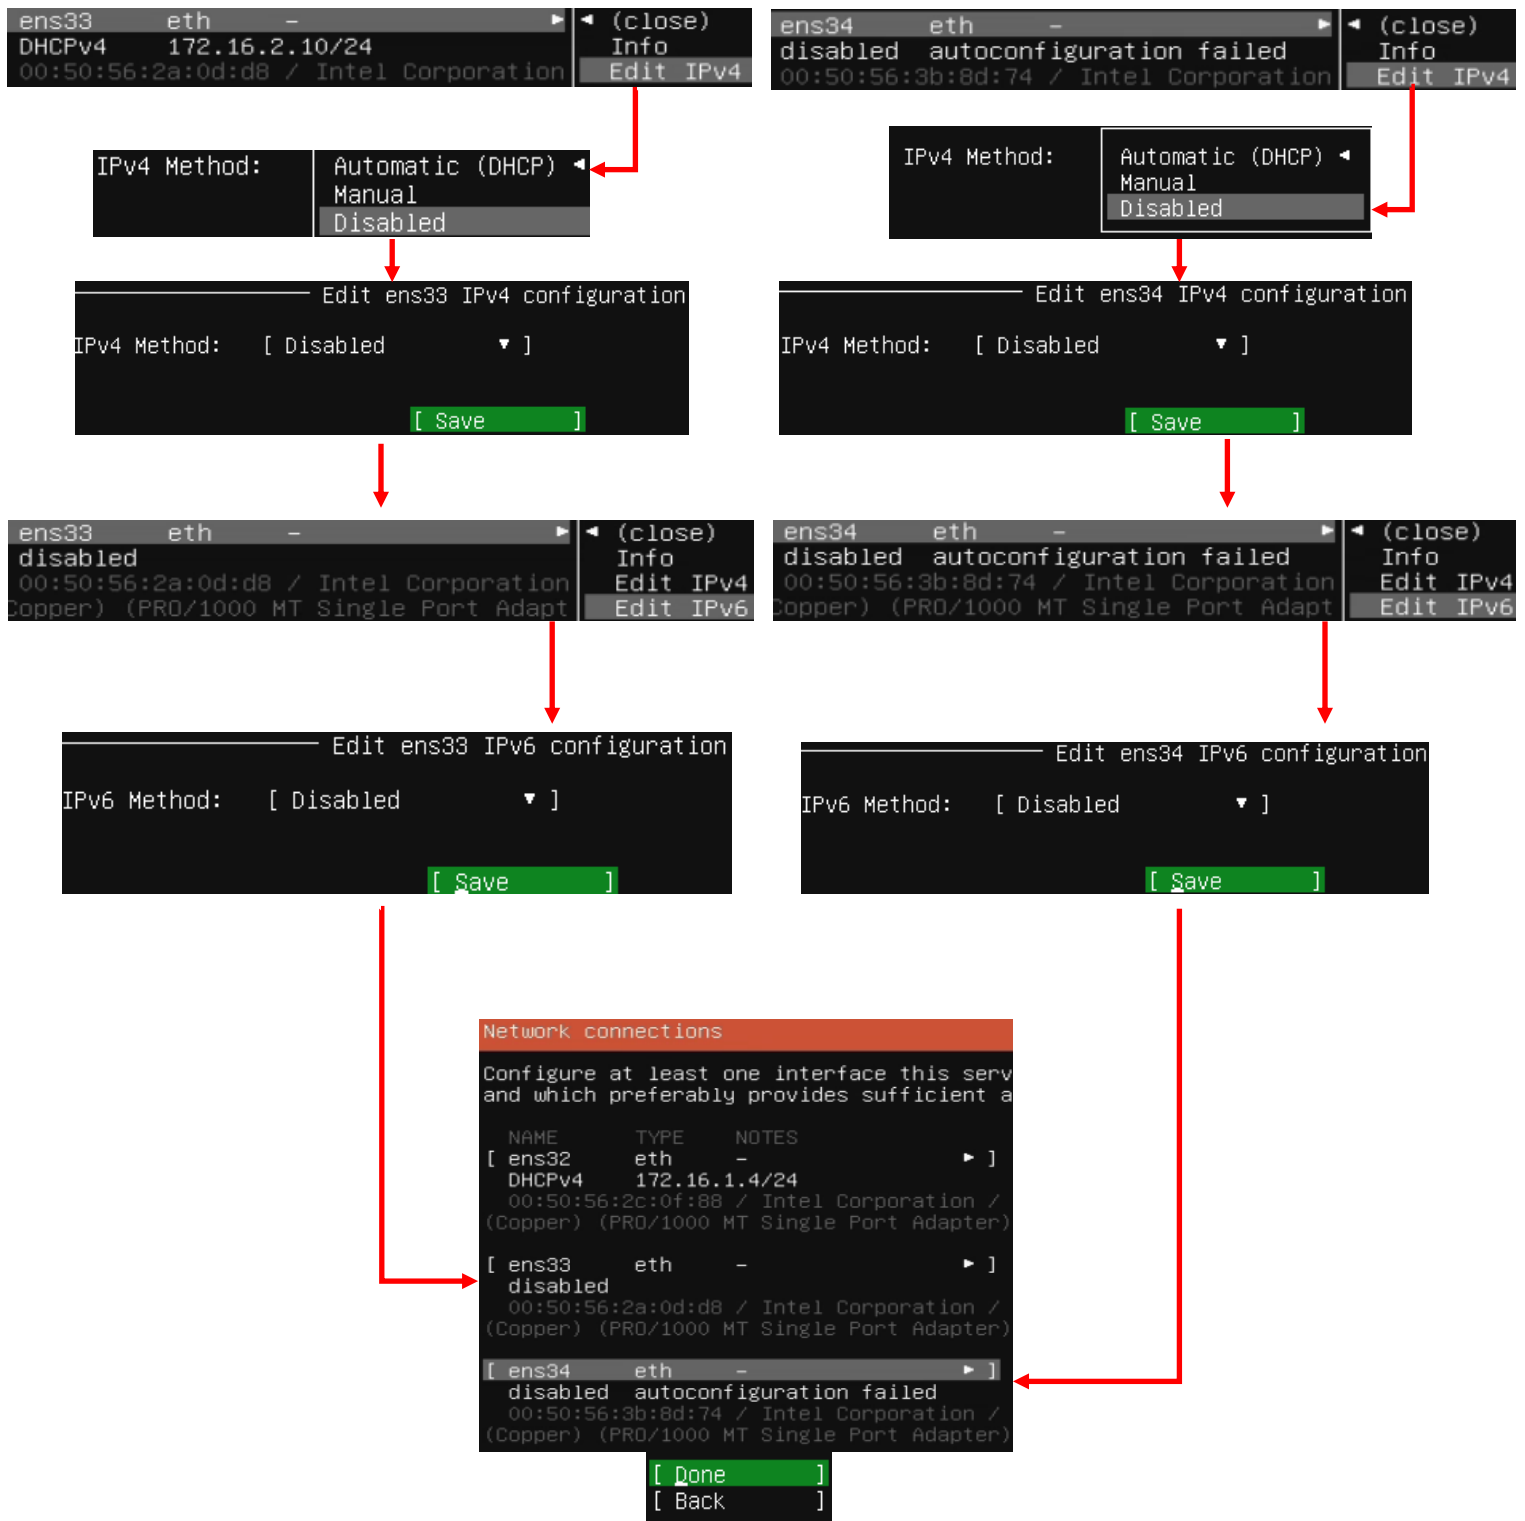 ens33 eth – ▸ ◂ (close)
DHCPv4 172.16.2.10/24 Info
00:50:56:2a:0d:d8 / Intel Corporation Edit IPv4
ens34 eth – ▸ ◂ (close)
disabled autoconfiguration failed Info
00:50:56:3b:8d:74 / Intel Corporation Edit IPv4
IPv4 Method: Automatic (DHCP) ◂
Manual
Disabled
IPv4 Method: Automatic (DHCP) ◂
Manual
Disabled
Edit ens33 IPv4 configuration
IPv4 Method: [ Disabled ▾ ]
[ Save ]
Edit ens34 IPv4 configuration
IPv4 Method: [ Disabled ▾ ]
[ Save ]
ens33 eth – ▸ ◂ (close)
disabled Info
00:50:56:2a:0d:d8 / Intel Corporation Edit IPv4
Copper) (PRO/1000 MT Single Port Adapt Edit IPv6
ens34 eth – ▸ ◂ (close)
disabled autoconfiguration failed Info
00:50:56:3b:8d:74 / Intel Corporation Edit IPv4
Copper) (PRO/1000 MT Single Port Adapt Edit IPv6
Edit ens33 IPv6 configuration
IPv6 Method: [ Disabled ▾ ]
[ Save ]
Edit ens34 IPv6 configuration
IPv6 Method: [ Disabled ▾ ]
[ Save ]
Network connections
Configure at least one interface this serv
and which preferably provides sufficient a
NAME TYPE NOTES
[ ens32 eth – ▸ ]
DHCPv4 172.16.1.4/24
00:50:56:2c:0f:88 / Intel Corporation /
(Copper) (PRO/1000 MT Single Port Adapter)
[ ens33 eth – ▸ ]
disabled
00:50:56:2a:0d:d8 / Intel Corporation /
(Copper) (PRO/1000 MT Single Port Adapter)
[ ens34 eth – ▸ ]
disabled autoconfiguration failed
00:50:56:3b:8d:74 / Intel Corporation /
(Copper) (PRO/1000 MT Single Port Adapter)
[ Done ]
[ Back ]